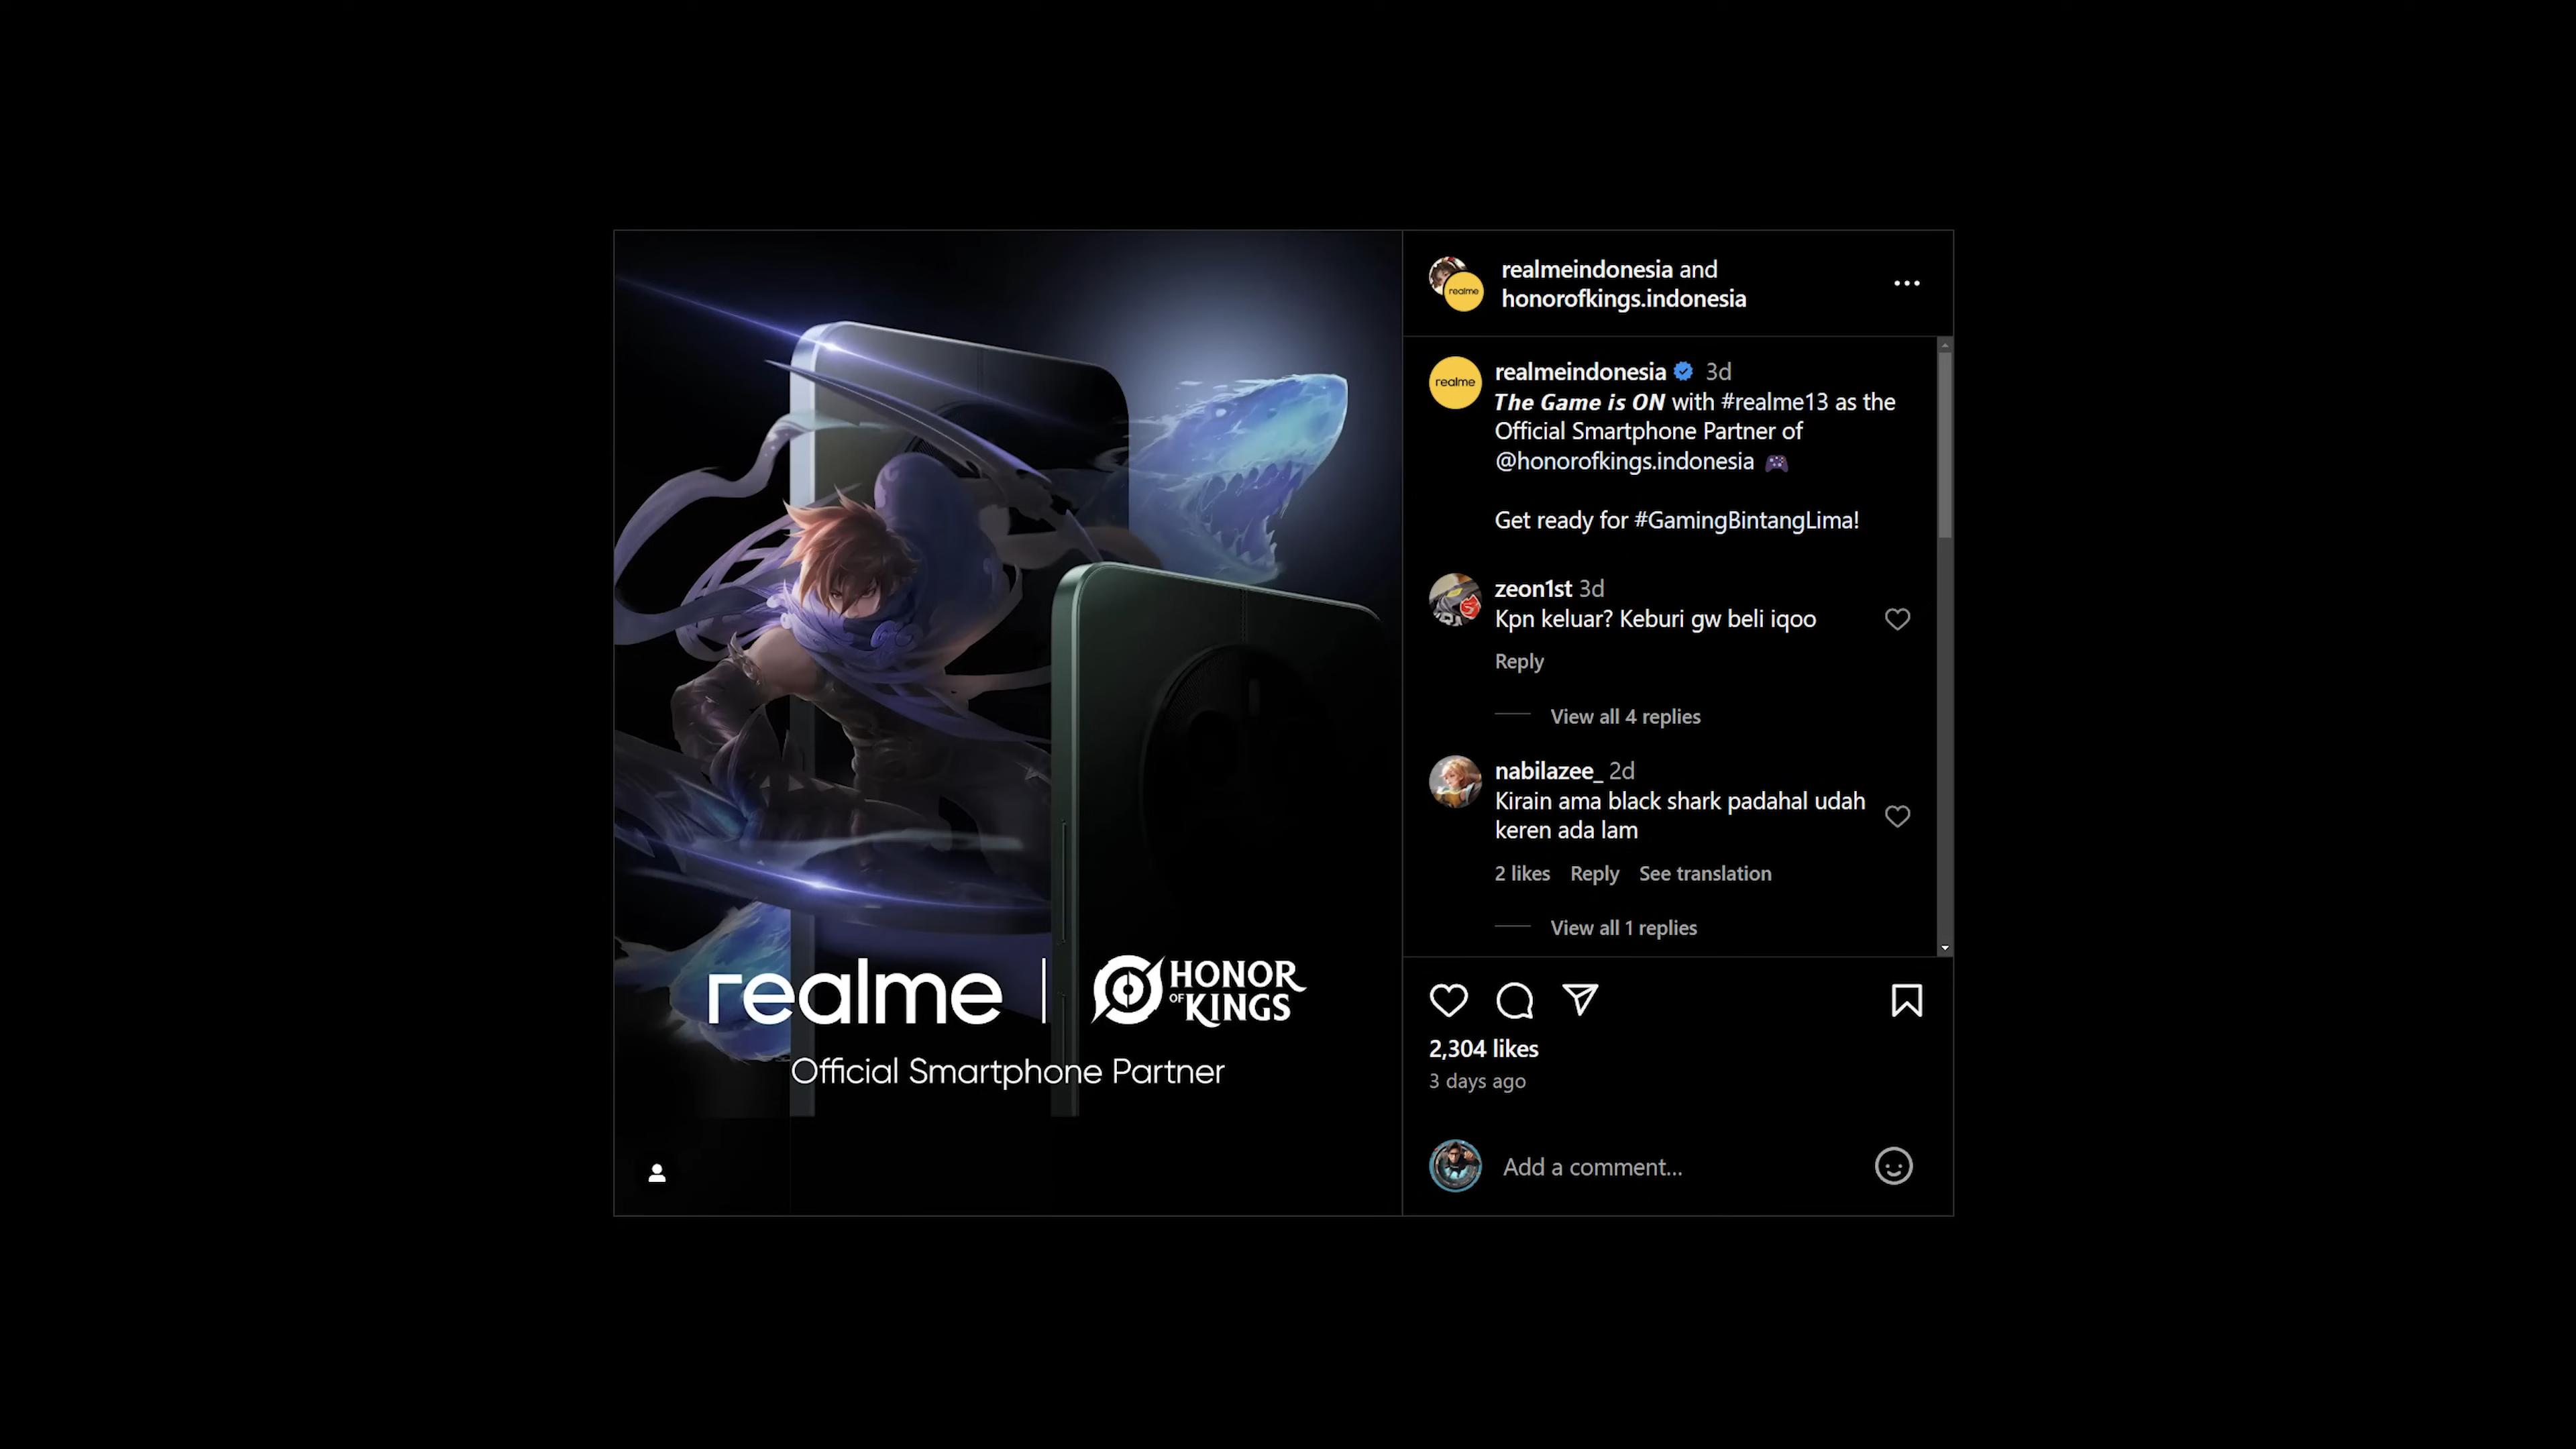 realme | HONOR OF KINGS
Official Smartphone Partner
realme
realmeindonesia and
honorofkings.indonesia
realme
realmeindonesia 3d
The Game is ON with #realme13 as the
Official Smartphone Partner of
@honorofkings.indonesia 🎮
Get ready for #GamingBintangLima!
zeon1st 3d
Kpn keluar? Keburi gw beli iqoo
Reply
View all 4 replies
nabilazee_ 2d
Kirain ama black shark padahal udah
keren ada lam
2 likes Reply See translation
View all 1 replies
2,304 likes
3 days ago
Add a comment...